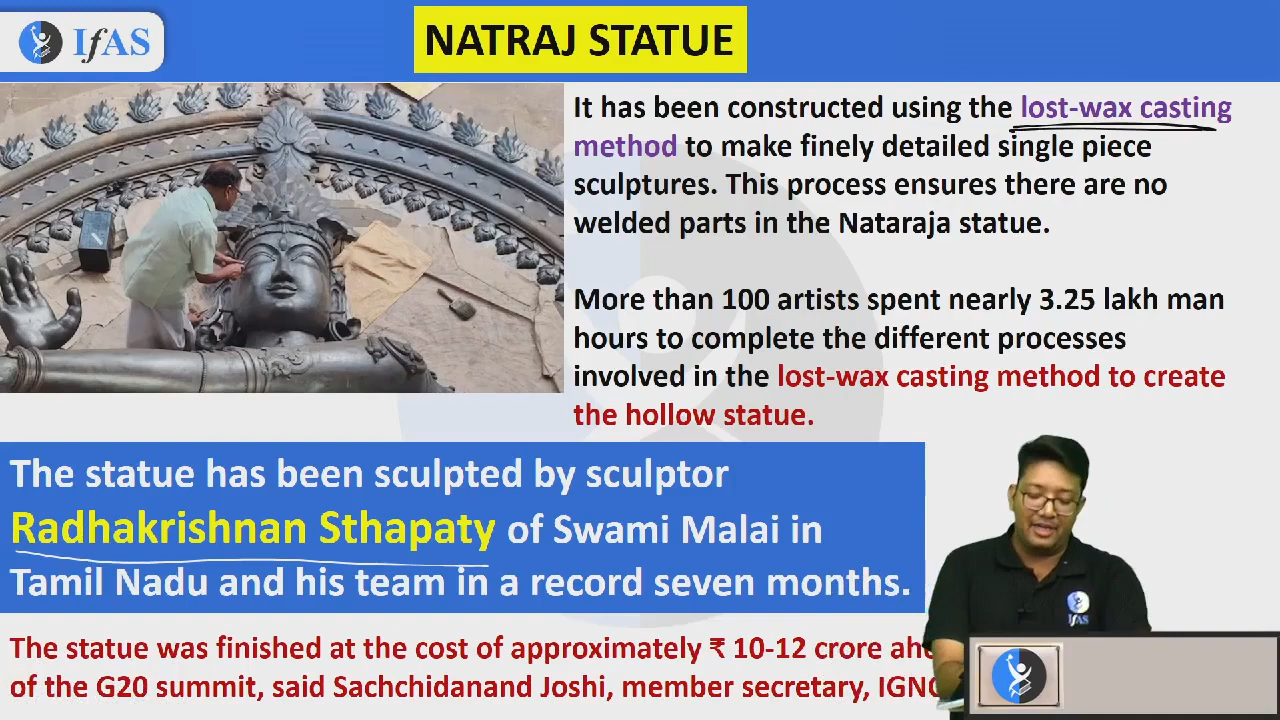 IfAS
NATRAJ STATUE
It has been constructed using the lost-wax casting
method to make finely detailed single piece
sculptures. This process ensures there are no
welded parts in the Nataraja statue.
More than 100 artists spent nearly 3.25 lakh man
hours to complete the different processes
involved in the lost-wax casting method to create
the hollow statue.
The statue has been sculpted by sculptor
Radhakrishnan Sthapaty of Swami Malai in
Tamil Nadu and his team in a record seven months.
The statue was finished at the cost of approximately ₹ 10-12 crore
of the G20 summit, said Sachchidanand Joshi, member secretary,
IfAS